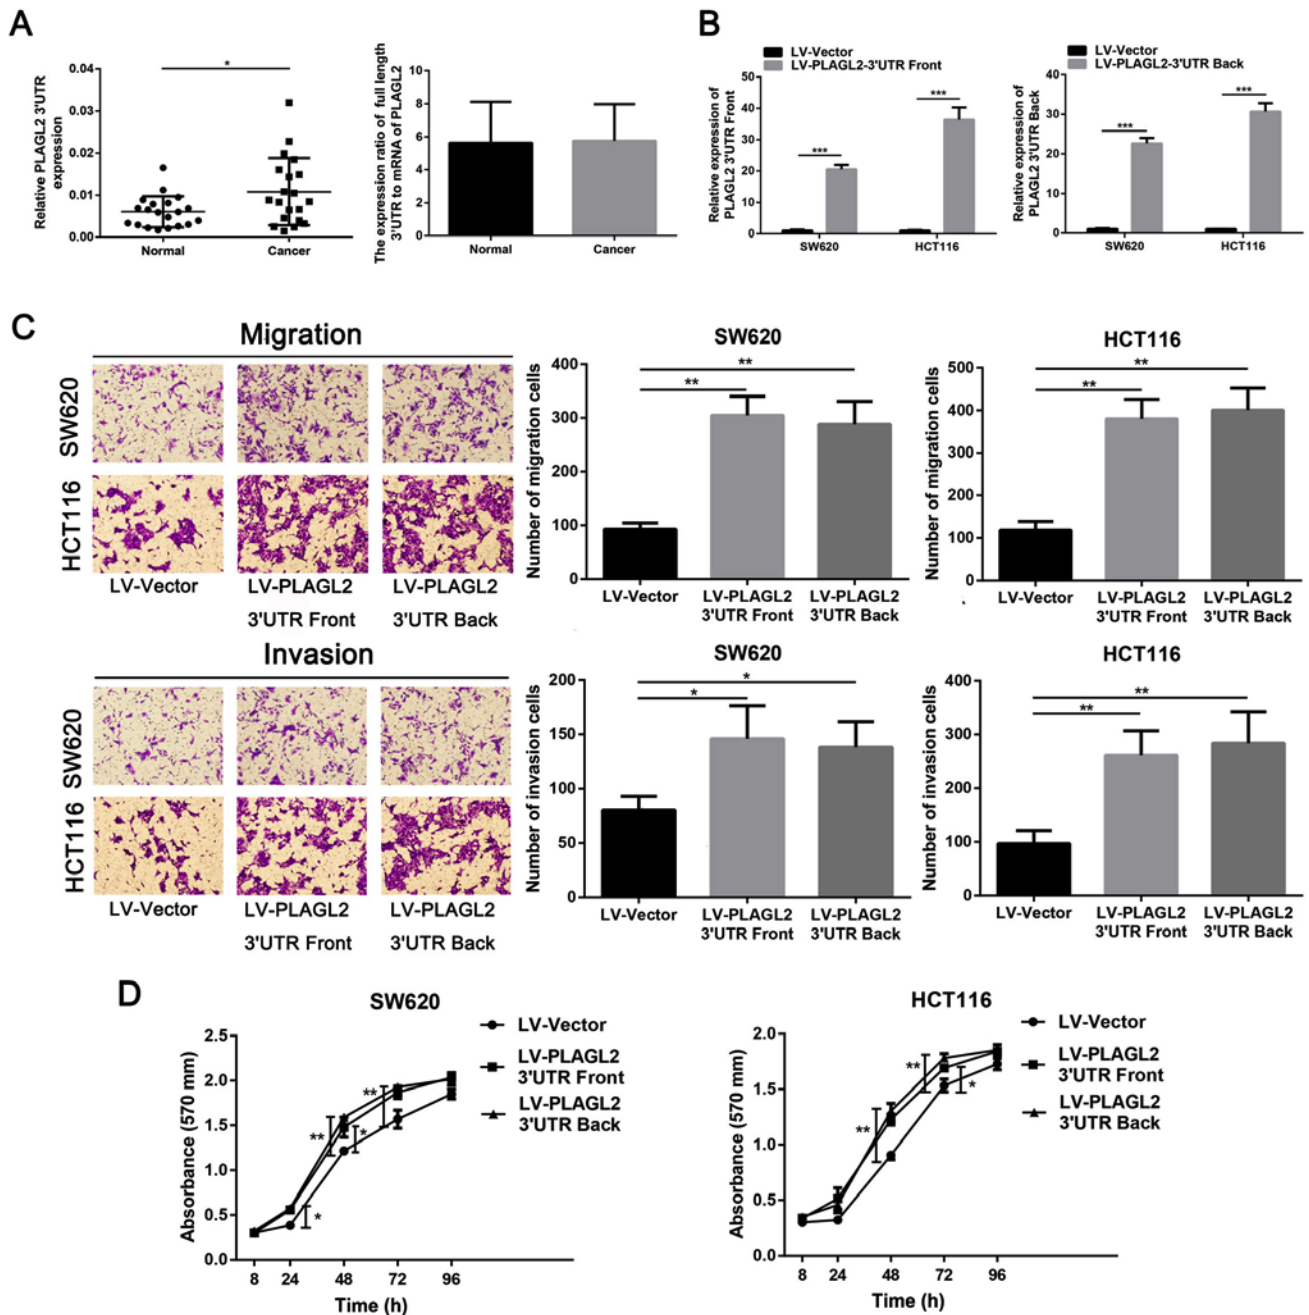 A
Relative PLAGL2 3'UTR
expression
0.04
0.03
0.02
0.01
0.00
*
Normal
Cancer
The expression ratio of full length
3'UTR to mRNA of PLAGL2
10
8
6
4
2
0
Normal
Cancer
B
LV-Vector
LV-PLAGL2-3'UTR Front
Relative expression of
PLAGL2 3'UTR Front
50
40
30
20
10
0
***
***
SW620
HCT116
LV-Vector
LV-PLAGL2-3'UTR Back
Relative expression of
PLAGL2 3'UTR Back
40
30
20
10
0
***
***
SW620
HCT116
C
Migration
SW620
HCT116
LV-Vector
LV-PLAGL2
3'UTR Front
LV-PLAGL2
3'UTR Back
SW620
Number of migration cells
400
300
200
100
0
**
**
LV-Vector
LV-PLAGL2
3'UTR Front
LV-PLAGL2
3'UTR Back
HCT116
Number of migration cells
500
400
300
200
100
0
**
**
LV-Vector
LV-PLAGL2
3'UTR Front
LV-PLAGL2
3'UTR Back
Invasion
SW620
HCT116
LV-Vector
LV-PLAGL2
3'UTR Front
LV-PLAGL2
3'UTR Back
SW620
Number of invasion cells
200
150
100
50
0
*
*
LV-Vector
LV-PLAGL2
3'UTR Front
LV-PLAGL2
3'UTR Back
HCT116
Number of invasion cells
400
300
200
100
0
**
**
LV-Vector
LV-PLAGL2
3'UTR Front
LV-PLAGL2
3'UTR Back
D
SW620
Absorbance (570 mm)
2.5
2.0
1.5
1.0
0.5
0.0
**
**
*
*
8
24
48
72
96
Time (h)
LV-Vector
LV-PLAGL2
3'UTR Front
LV-PLAGL2
3'UTR Back
HCT116
Absorbance (570 mm)
2.0
1.5
1.0
0.5
0.0
**
*
**
8
24
48
72
96
Time (h)
LV-Vector
LV-PLAGL2
3'UTR Front
LV-PLAGL2
3'UTR Back